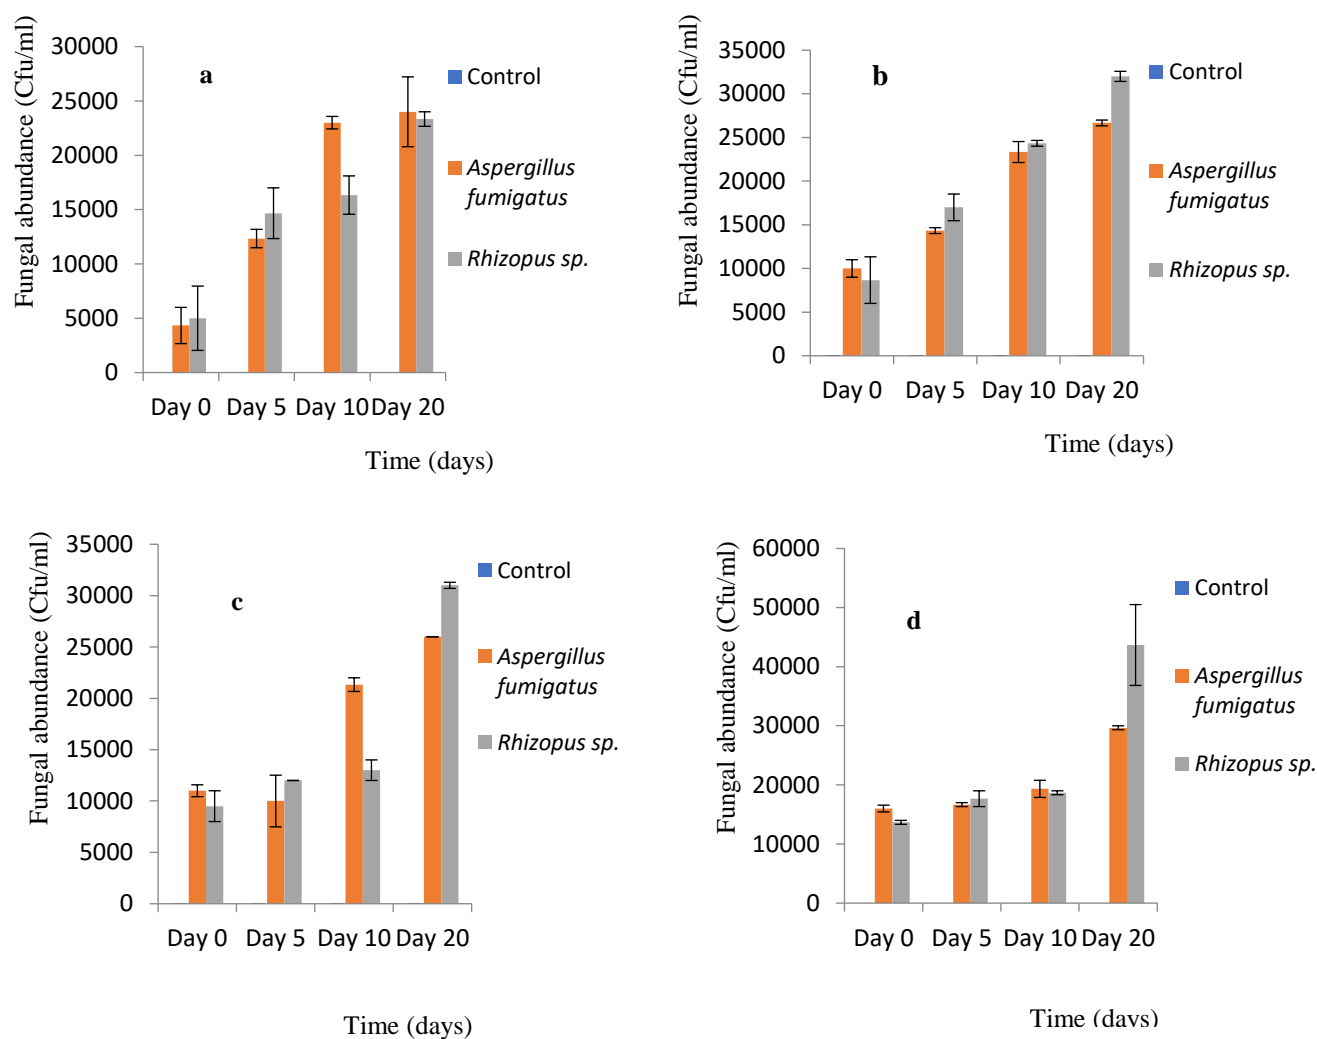 Fungal abundance (Cfu/ml)
30000
25000
20000
15000
10000
5000
0
a
Control
Aspergillus
fumigatus
Rhizopus sp.
Day 0 Day 5 Day 10 Day 20
Time (days)
Fungal abundance (Cfu/ml)
35000
30000
25000
20000
15000
10000
5000
0
b
Control
Aspergillus
fumigatus
Rhizopus sp.
Day 0 Day 5 Day 10 Day 20
Time (days)
Fungal abundance (Cfu/ml)
35000
30000
25000
20000
15000
10000
5000
0
c
Control
Aspergillus
fumigatus
Rhizopus sp.
Day 0 Day 5 Day 10 Day 20
Time (days)
Fungal abundance (Cfu/ml)
60000
50000
40000
30000
20000
10000
0
d
Control
Aspergillus
fumigatus
Rhizopus sp.
Day 0 Day 5 Day 10 Day 20
Time (days)